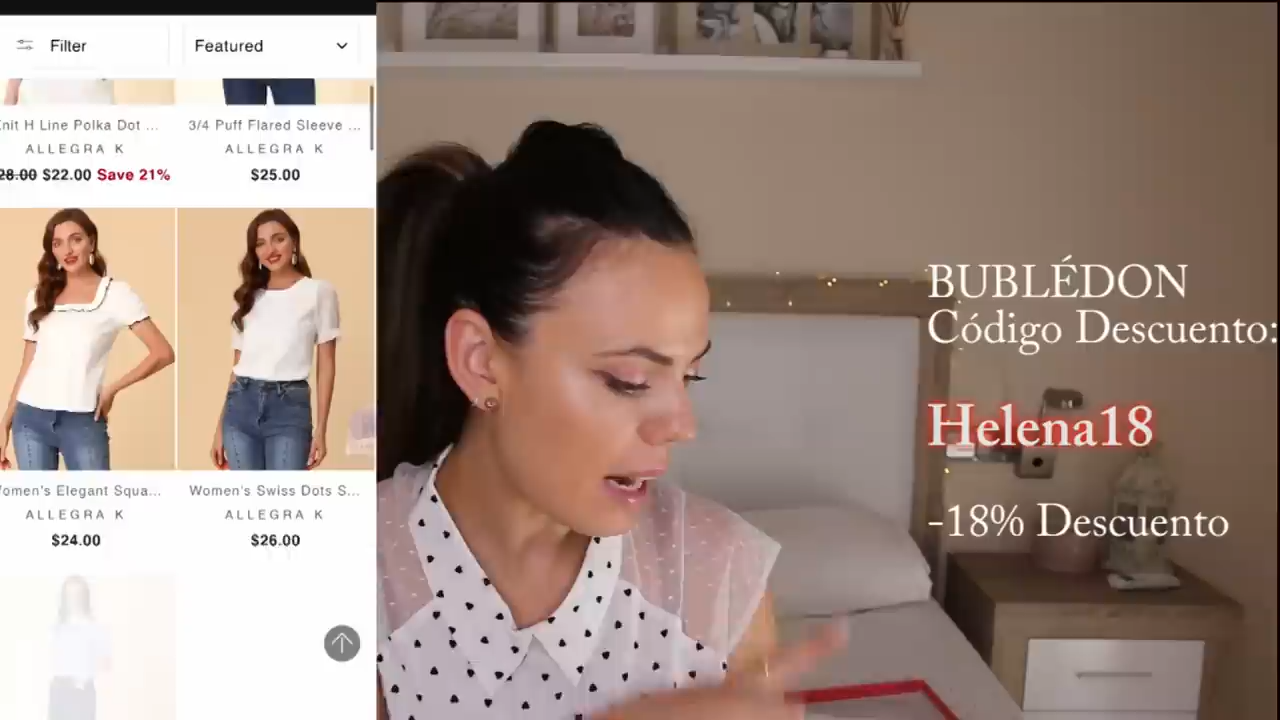 Filter
Featured
Knit H Line Polka Dot ...
3/4 Puff Flared Sleeve ...
ALLEGRA K
ALLEGRA K
28.00 $22.00 Save 21%
$25.00
Women's Elegant Squa...
Women's Swiss Dots S...
ALLEGRA K
ALLEGRA K
$24.00
$26.00
BUBLÉDON
Código Descuento:
Helena18
-18% Descuento